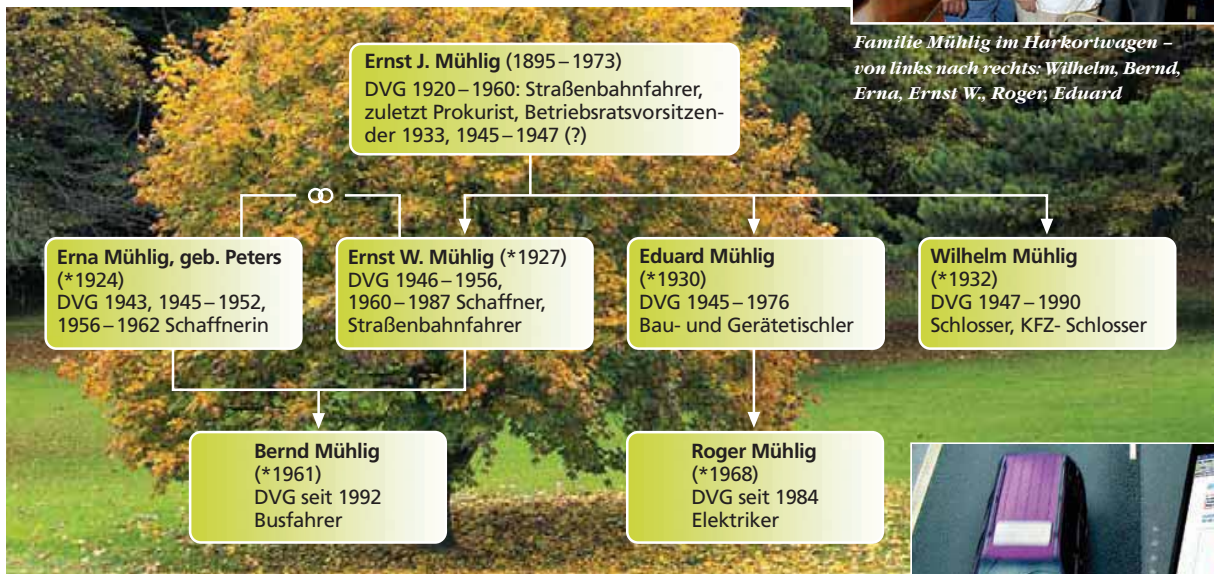 Familie Mühlig im Harkortwagen –
von links nach rechts: Wilhelm, Bernd,
Erna, Ernst W., Roger, Eduard
Ernst J. Mühlig (1895–1973)
DVG 1920–1960: Straßenbahnfahrer,
zuletzt Prokurist, Betriebsratsvorsitzen-
der 1933, 1945–1947 (?)
Erna Mühlig, geb. Peters
(*1924)
DVG 1943, 1945–1952,
1956–1962 Schaffnerin
Ernst W. Mühlig (*1927)
DVG 1946–1956,
1960–1987 Schaffner,
Straßenbahnfahrer
Eduard Mühlig
(*1930)
DVG 1945–1976
Bau- und Gerätetischler
Wilhelm Mühlig
(*1932)
DVG 1947–1990
Schlosser, KFZ- Schlosser
Bernd Mühlig
(*1961)
DVG seit 1992
Busfahrer
Roger Mühlig
(*1968)
DVG seit 1984
Elektriker